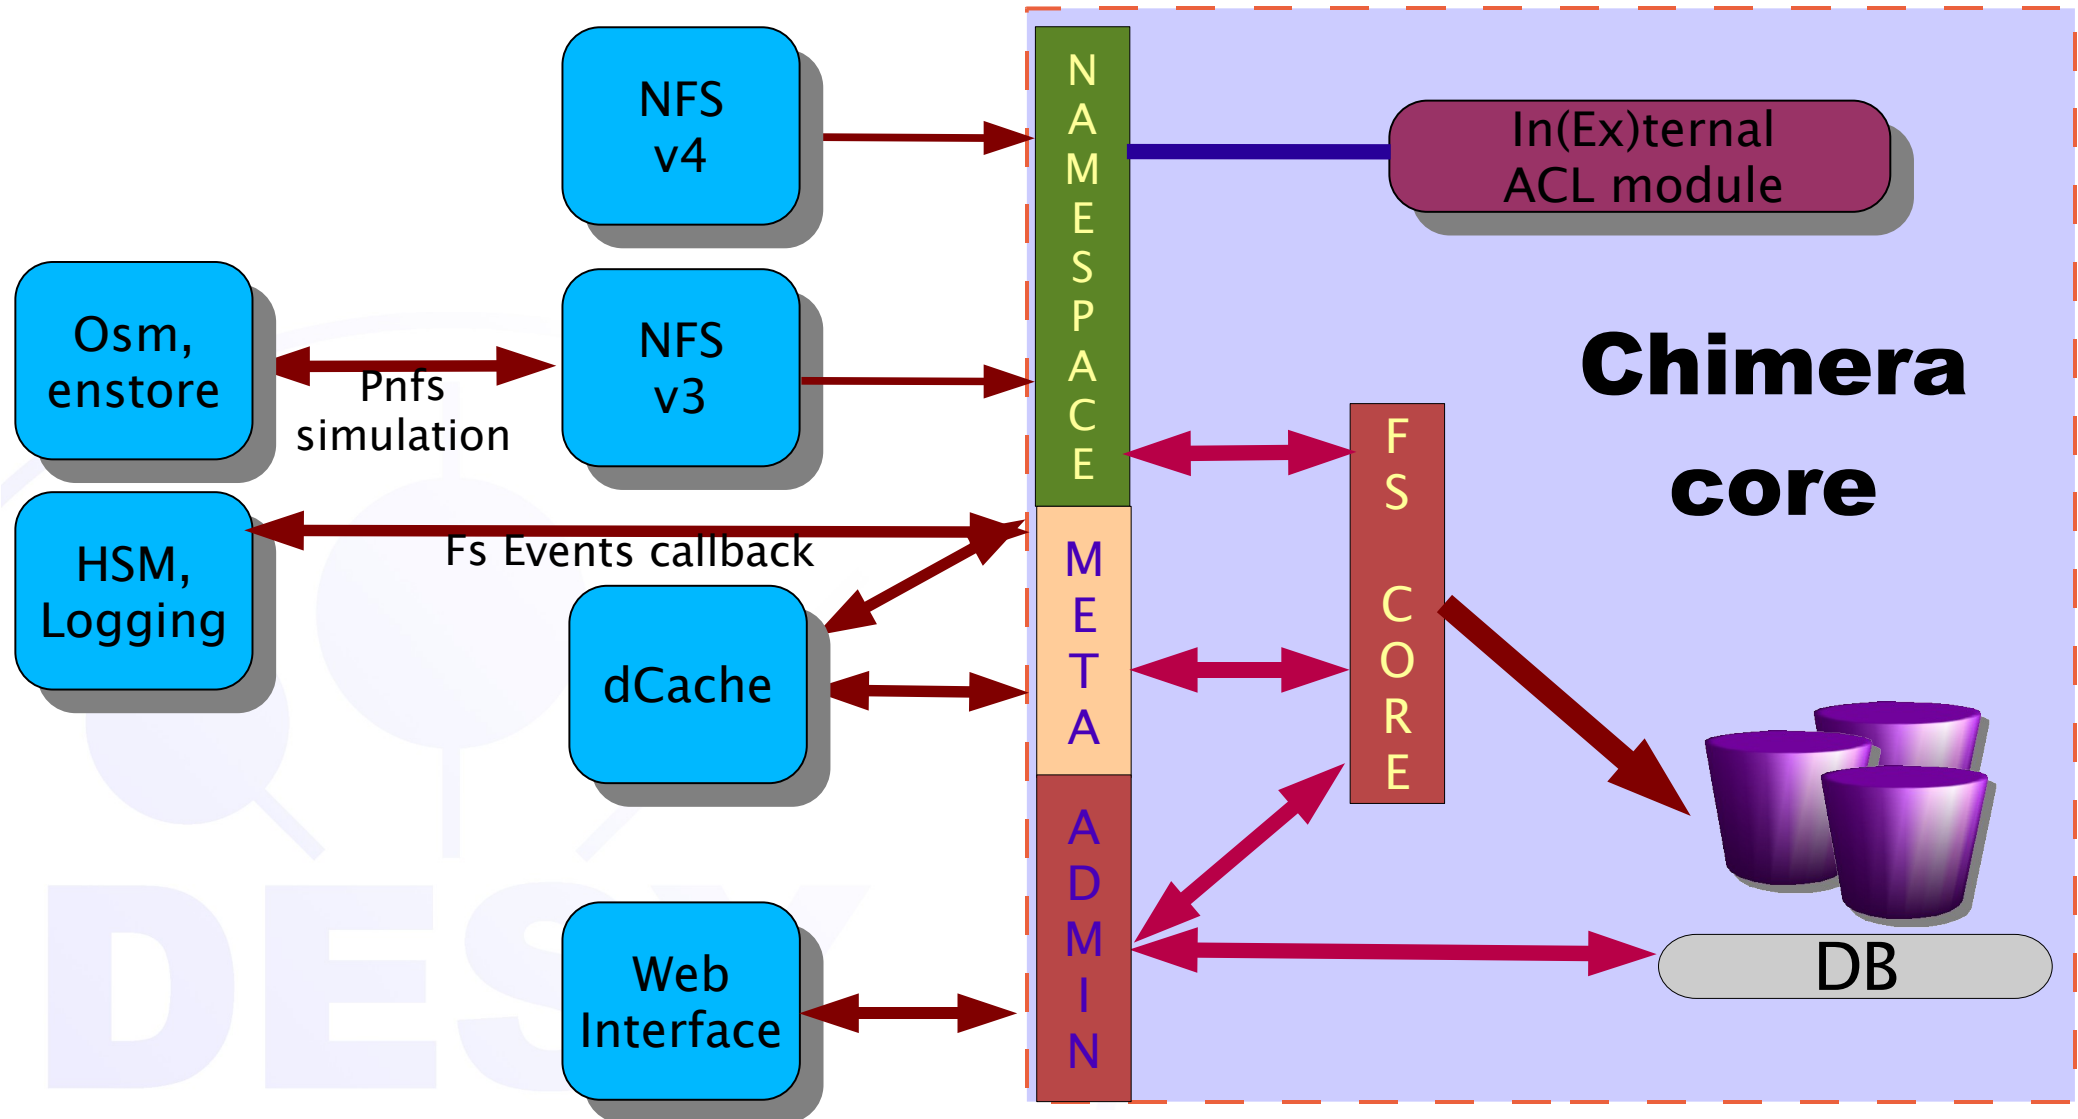 NFS
v4
NAMESPACE
In(Ex)ternal
ACL module
Osm,
enstore
Pnfs
simulation
NFS
v3
Chimera
core
FS CORE
HSM,
Logging
Fs Events callback
META
dCache
ADMIN
DB
Web
Interface
DESY